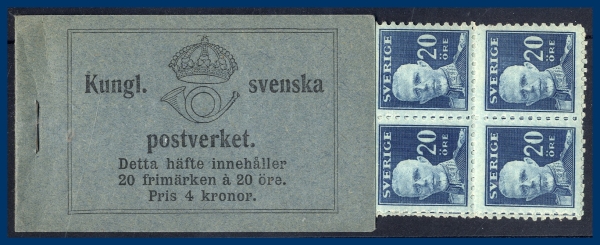 Kungl. svenska
postverket.
Detta häfte innehåller
20 frimärken à 20 öre.
Pris 4 kronor.
SVERIGE 20 ÖRE
SVERIGE 20 ÖRE
SVERIGE 20 ÖRE
SVERIGE 20 ÖRE